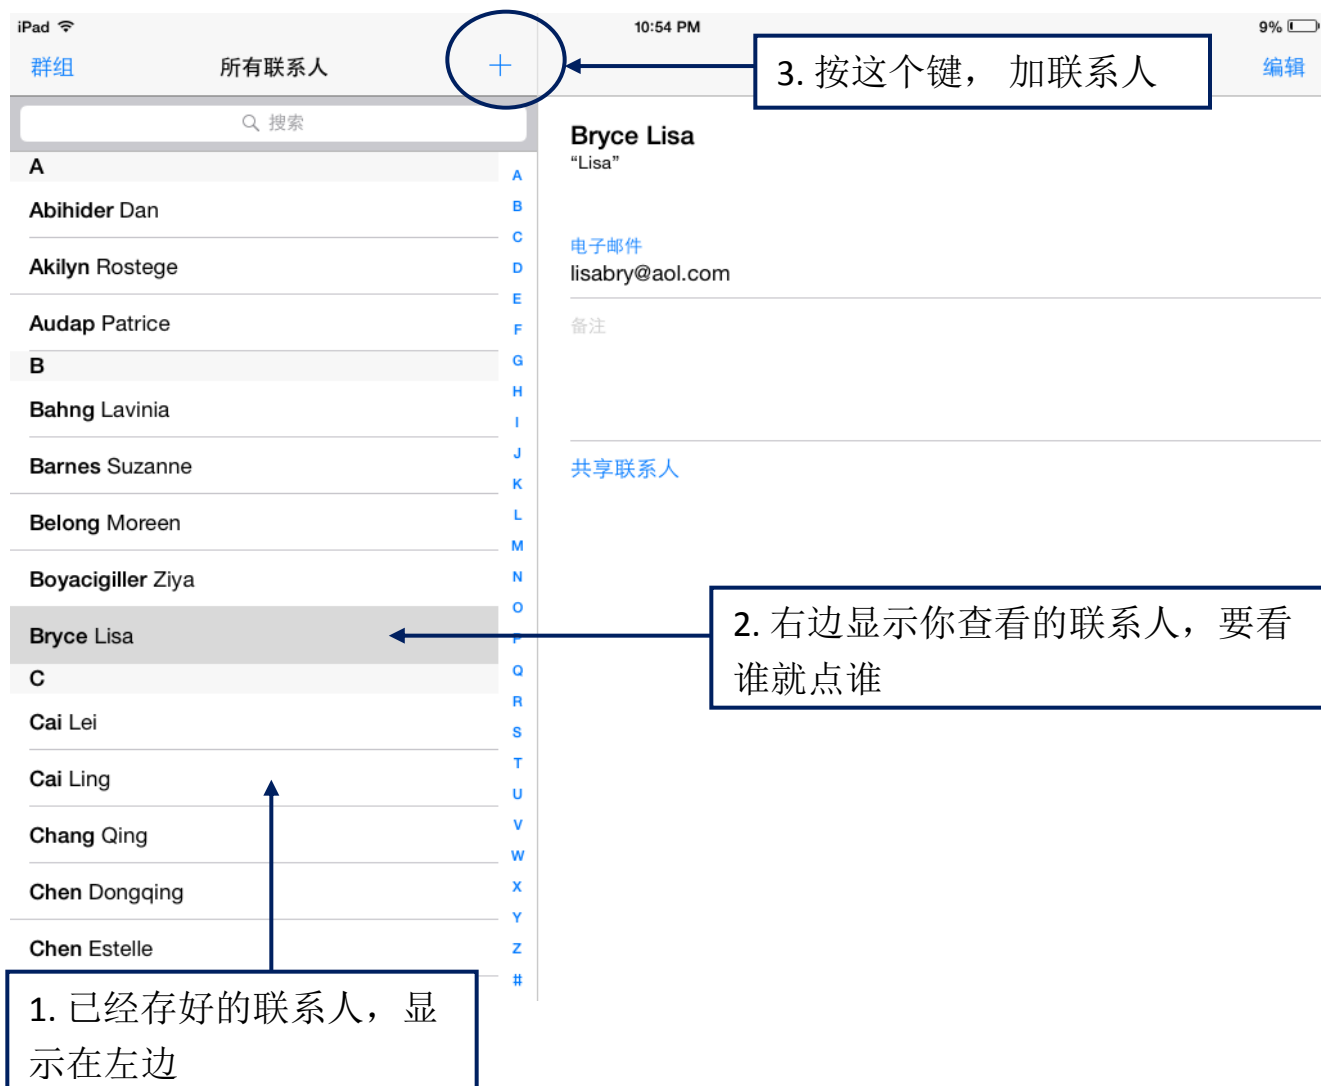 iPad
10:54 PM
9%
群组
所有联系人
+
3. 按这个键， 加联系人
编辑
搜索
A
Abihider Dan
Akilyn Rostege
Audap Patrice
B
Bahng Lavinia
Barnes Suzanne
Belong Moreen
Boyacigiller Ziya
Bryce Lisa
C
Cai Lei
Cai Ling
Chang Qing
Chen Dongqing
Chen Estelle
A
B
C
D
E
F
G
H
I
J
K
L
M
N
O
P
Q
R
S
T
U
V
W
X
Y
Z
#
Bryce Lisa
“Lisa”
电子邮件
lisabry@aol.com
备注
共享联系人
2. 右边显示你查看的联系人，要看
谁就点谁
1. 已经存好的联系人，显
示在左边